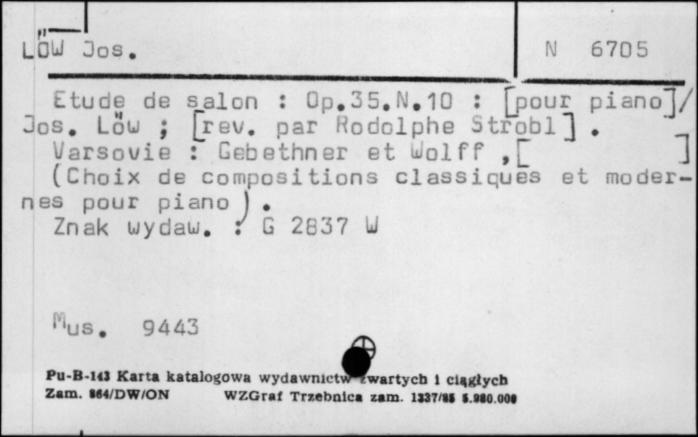 LÖW Jos.
N 6705
Etude de salon : Op.35.N.10 : [pour piano]/
Jos. Löw ; [rev. par Rodolphe Strobl] .
Varsovie : Gebethner et Wolff ,[ ]
(Choix de compositions classiques et moder-
nes pour piano).
Znak wydaw. : G 2837 W
Mus. 9443
Pu-B-143 Karta katalogowa wydawnictw zwartych i ciągłych
Zam. 864/DW/ON WZGraf Trzebnica zam. 1337/85 5.980.000